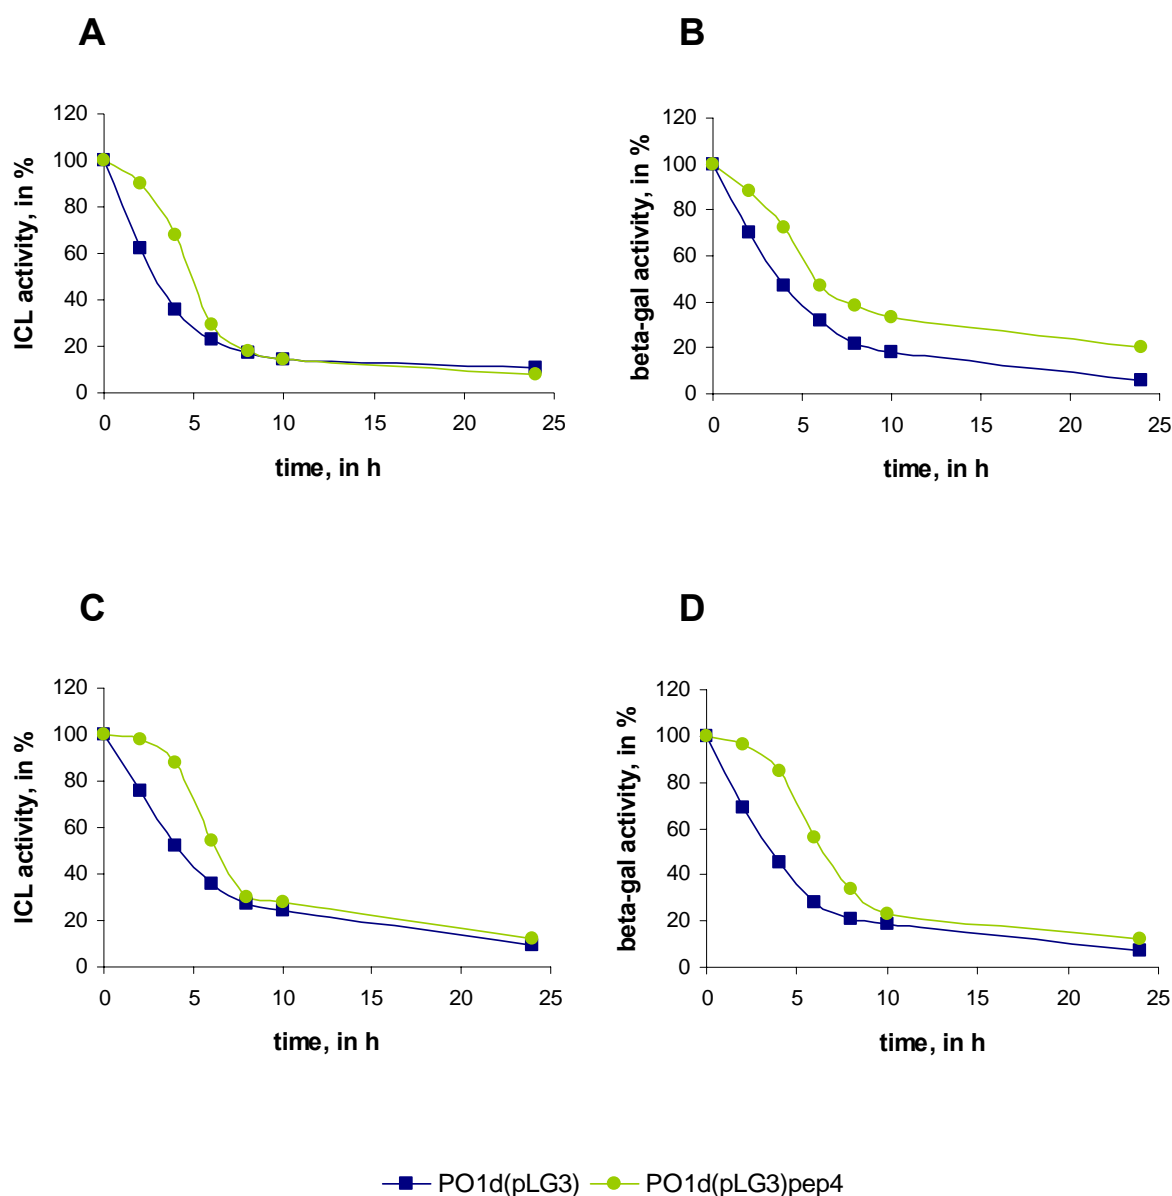 A
120
100
80
60
40
20
0
ICL activity, in %
0 5 10 15 20 25
time, in h
B
120
100
80
60
40
20
0
beta-gal activity, in %
0 5 10 15 20 25
time, in h
C
120
100
80
60
40
20
0
ICL activity, in %
0 5 10 15 20 25
time, in h
D
120
100
80
60
40
20
0
beta-gal activity, in %
0 5 10 15 20 25
time, in h
PO1d(pLG3) PO1d(pLG3)pep4